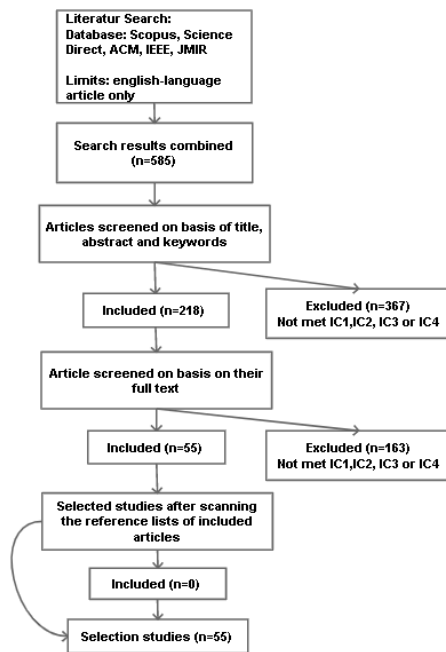 Literatur Search:
Database: Scopus, Science
Direct, ACM, IEEE, JMIR
Limits: english-language
article only
Search results combined
(n=585)
Articles screened on basis of title,
abstract and keywords
Included (n=218)
Excluded (n=367)
Not met IC1,IC2, IC3 or IC4
Article screened on basis on their
full text
Included (n=55)
Excluded (n=163)
Not met IC1,IC2, IC3 or IC4
Selected studies after scanning
the reference lists of included
articles
Included (n=0)
Selection studies (n=55)